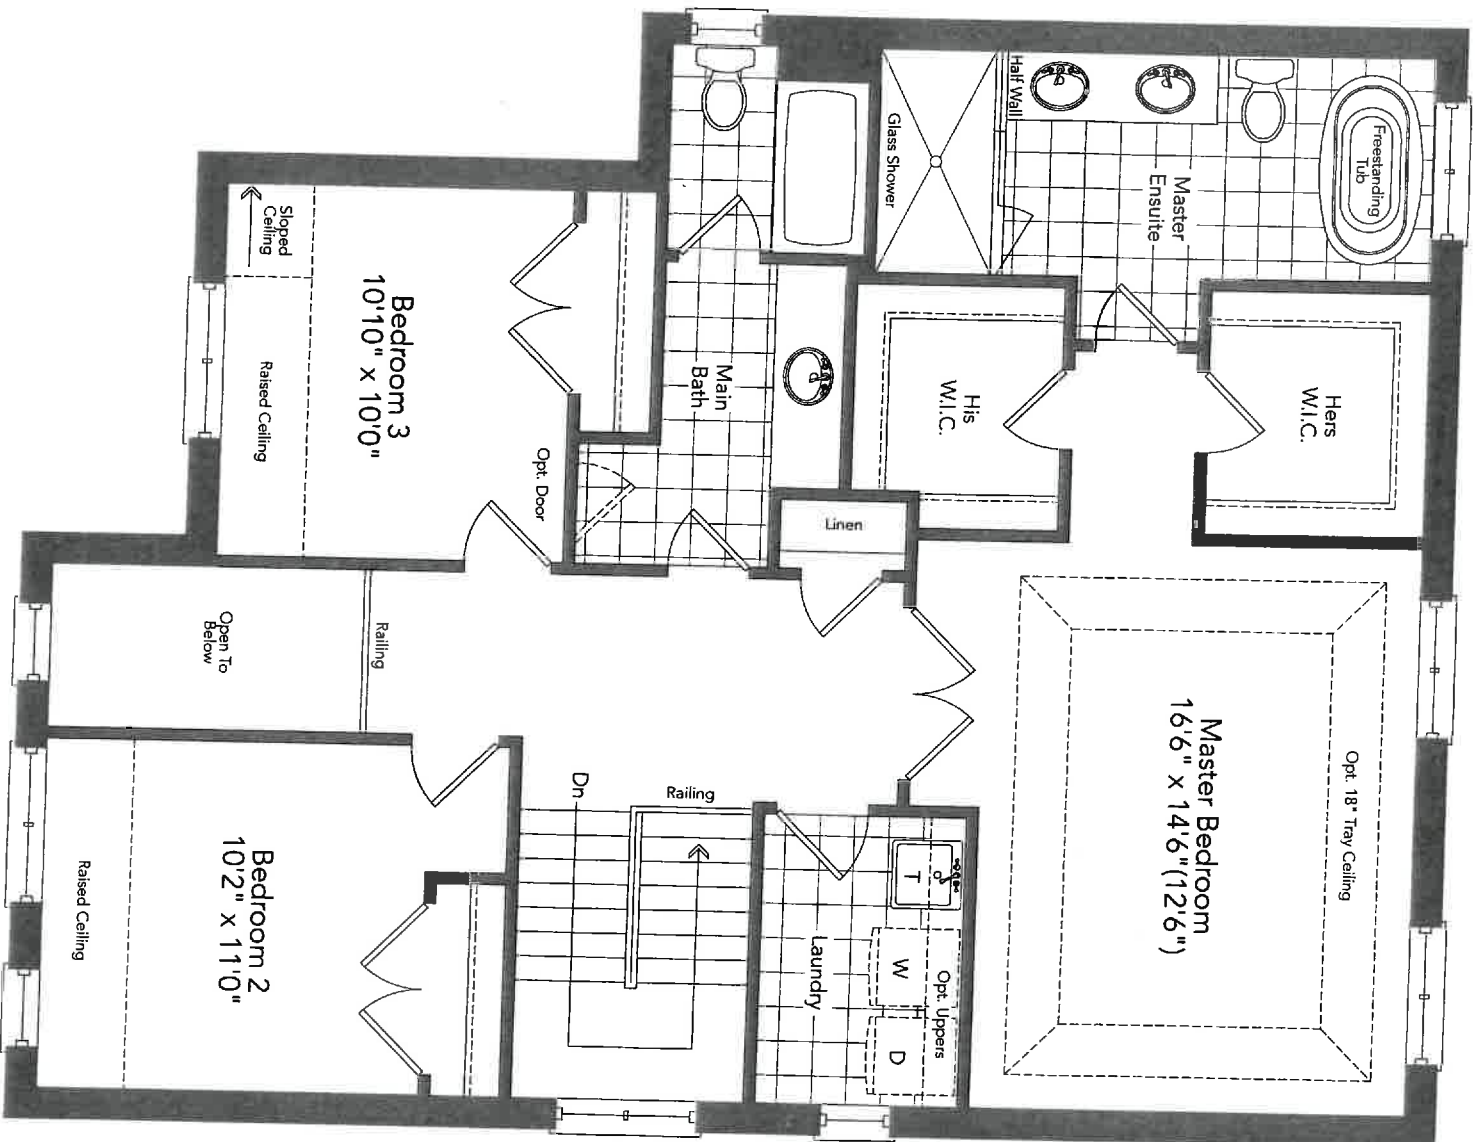 Freestanding
Tub
Master
Ensuite
Half Wall
Glass Shower
Hers
W.I.C.
His
W.I.C.
Main
Bath
Linen
Opt. Door
Bedroom 3
10'10" x 10'0"
Sloped
Ceiling
Raised Ceiling
Opt. 18" Tray Ceiling
Master Bedroom
16'6" x 14'6"(12'6")
Railing
Open To
Below
Dn
Railing
T
W
D
Opt. Uppers
Laundry
Bedroom 2
10'2" x 11'0"
Raised Ceiling